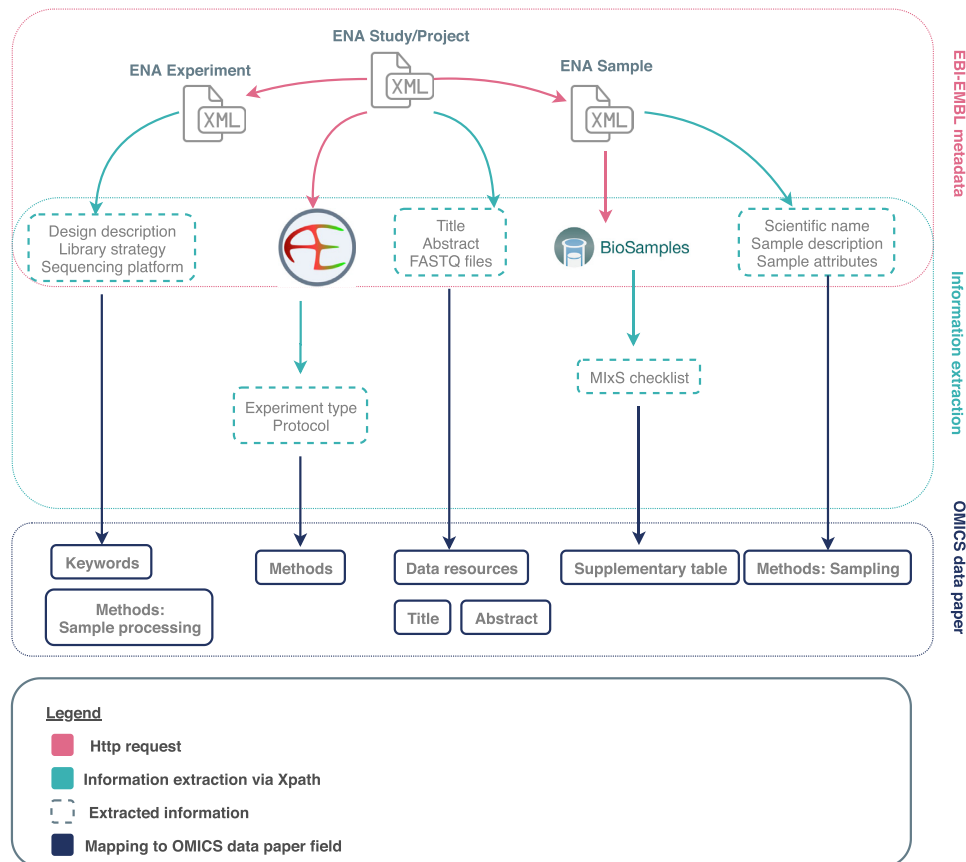 ENA Study/Project
ENA Experiment
ENA Sample
XML
XML
XML
EBI-EMBL metadata
Design description
Library strategy
Sequencing platform
Title
Abstract
FASTQ files
BioSamples
Scientific name
Sample description
Sample attributes
Information extraction
MIxS checklist
Experiment type
Protocol
OMICS data paper
Keywords
Methods
Data resources
Supplementary table
Methods: Sampling
Methods:
Sample processing
Title
Abstract
Legend
Http request
Information extraction via Xpath
Extracted information
Mapping to OMICS data paper field